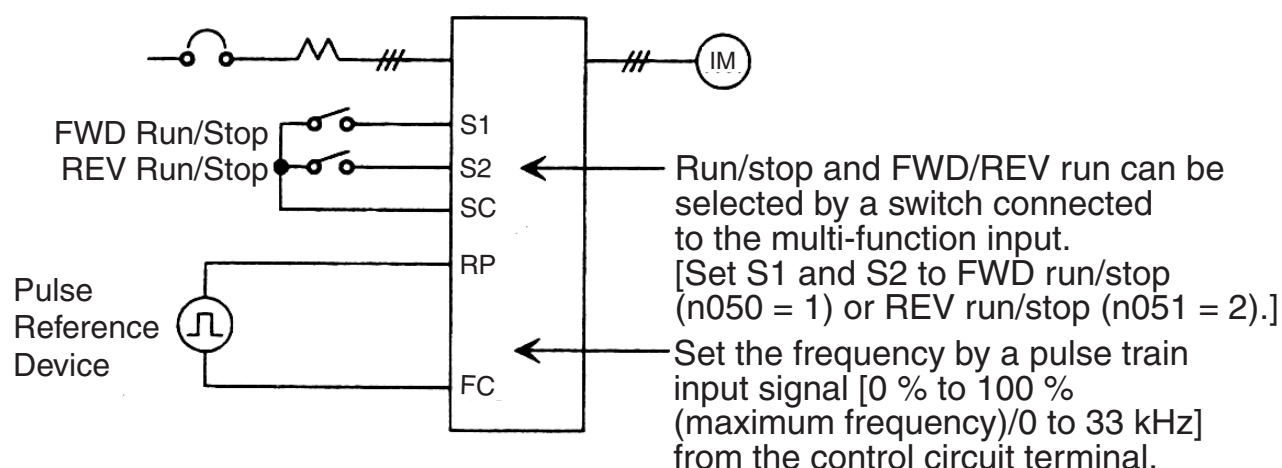 IM
FWD Run/Stop
REV Run/Stop
S1
S2
SC
Run/stop and FWD/REV run can be
selected by a switch connected
to the multi-function input.
[Set S1 and S2 to FWD run/stop
(n050 = 1) or REV run/stop (n051 = 2).]
RP
Pulse
Reference
Device
FC
Set the frequency by a pulse train
input signal [0 % to 100 %
(maximum frequency)/0 to 33 kHz]
from the control circuit terminal.